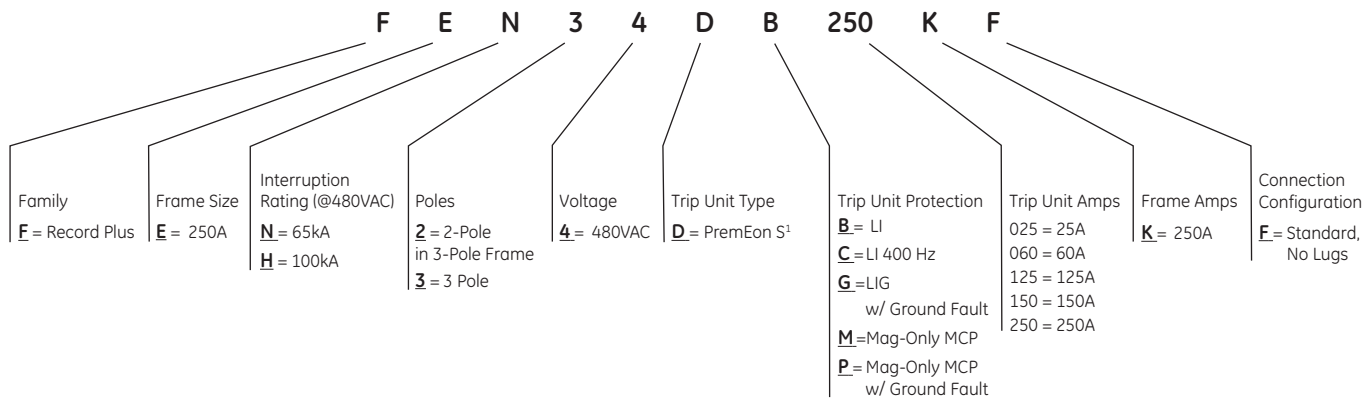 F E N 3 4 D B 250 K F
Family
F = Record Plus
Frame Size
E = 250A
Interruption
Rating (@480VAC)
N = 65kA
H = 100kA
Poles
2 = 2-Pole
in 3-Pole Frame
3 = 3 Pole
Voltage
4 = 480VAC
Trip Unit Type
D = PremEon S¹
Trip Unit Protection
B = LI
C =LI 400 Hz
G =LIG
w/ Ground Fault
M =Mag-Only MCP
P = Mag-Only MCP
w/ Ground Fault
Trip Unit Amps
025 = 25A
060 = 60A
125 = 125A
150 = 150A
250 = 250A
Frame Amps
K = 250A
Connection
Configuration
F = Standard,
No Lugs